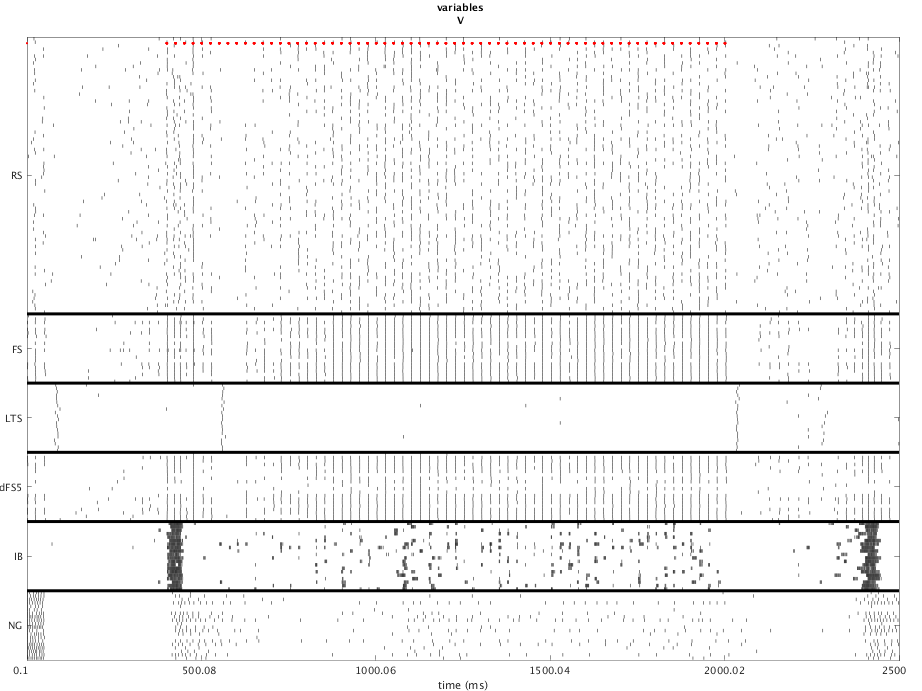 variables
V
RS
FS
LTS
dFS5
IB
NG
0.1
500.08
1000.06
1500.04
2000.02
2500
time (ms)